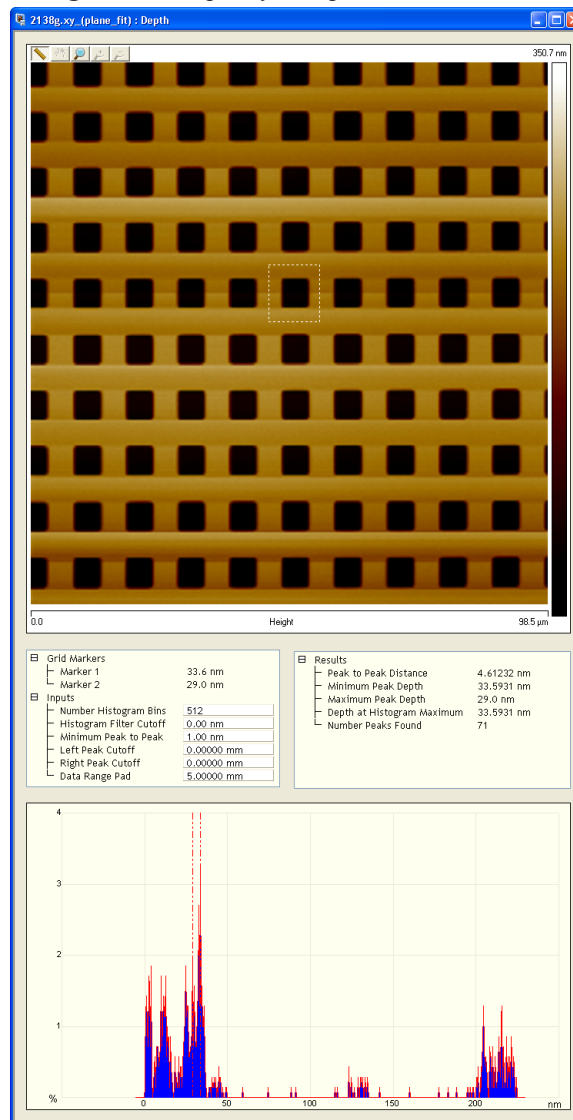 2138g.xy_(plane_fit) : Depth
350.7 nm
0.0 Height 98.5 µm
Grid Markers
Marker 1 33.6 nm
Marker 2 29.0 nm
Inputs
Number Histogram Bins 512
Histogram Filter Cutoff 0.00 nm
Minimum Peak to Peak 1.00 nm
Left Peak Cutoff 0.00000 mm
Right Peak Cutoff 0.00000 mm
Data Range Pad 5.00000 mm
Results
Peak to Peak Distance 4.61232 nm
Minimum Peak Depth 33.5931 nm
Maximum Peak Depth 29.0 nm
Depth at Histogram Maximum 33.5931 nm
Number Peaks Found 71
4
3
2
1
%
0 50 100 150 200 nm